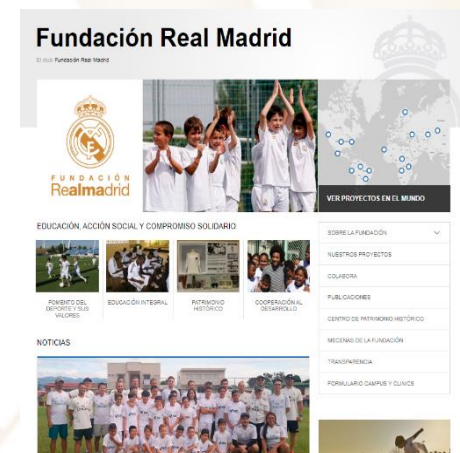 Fundación Real Madrid
El club Fundación Real Madrid
FUNDACIÓN
Realmadrid
VER PROYECTOS EN EL MUNDO
EDUCACIÓN, ACCIÓN SOCIAL Y COMPROMISO SOLIDARIO
FOMENTO DEL
DEPORTE Y SUS
VALORES
EDUCACIÓN INTEGRAL
PATRIMONIO
HISTÓRICO
COOPERACIÓN AL
DESARROLLO
SOBRE LA FUNDACIÓN
NUESTROS PROYECTOS
COLABORA
PUBLICACIONES
CENTRO DE PATRIMONIO HISTÓRICO
MECENAS DE LA FUNDACIÓN
TRANSPARENCIA
FORMULARIO CAMPUS Y CLINICS
NOTICIAS